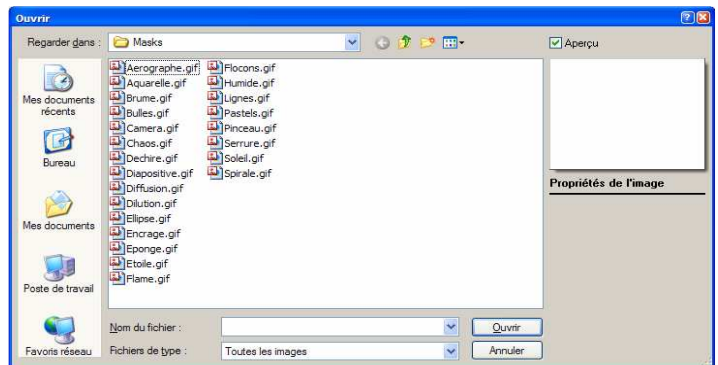 Ouvrir
Regarder dans :
Masks
Aperçu
Mes documents
récents
Bureau
Mes documents
Poste de travail
Favoris réseau
Aerographe.gif
Aquarelle.gif
Brume.gif
Bulles.gif
Camera.gif
Chaos.gif
Dechire.gif
Diapositive.gif
Diffusion.gif
Dilution.gif
Ellipse.gif
Encrage.gif
Eponge.gif
Etoile.gif
Flame.gif
Flocons.gif
Humide.gif
Lignes.gif
Pastels.gif
Pinceau.gif
Serrure.gif
Soleil.gif
Spirale.gif
Propriétés de l'image
Nom du fichier :
Ouvrir
Fichiers de type :
Toutes les images
Annuler